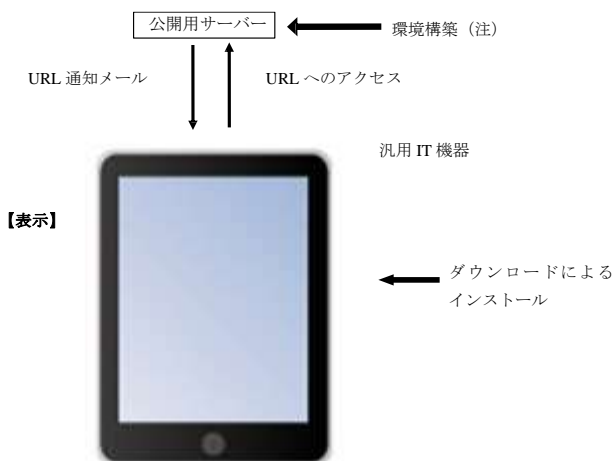 公開用サーバー
環境構築（注）
URL 通知メール
URL へのアクセス
汎用 IT 機器
【表示】
ダウンロードによる
インストール